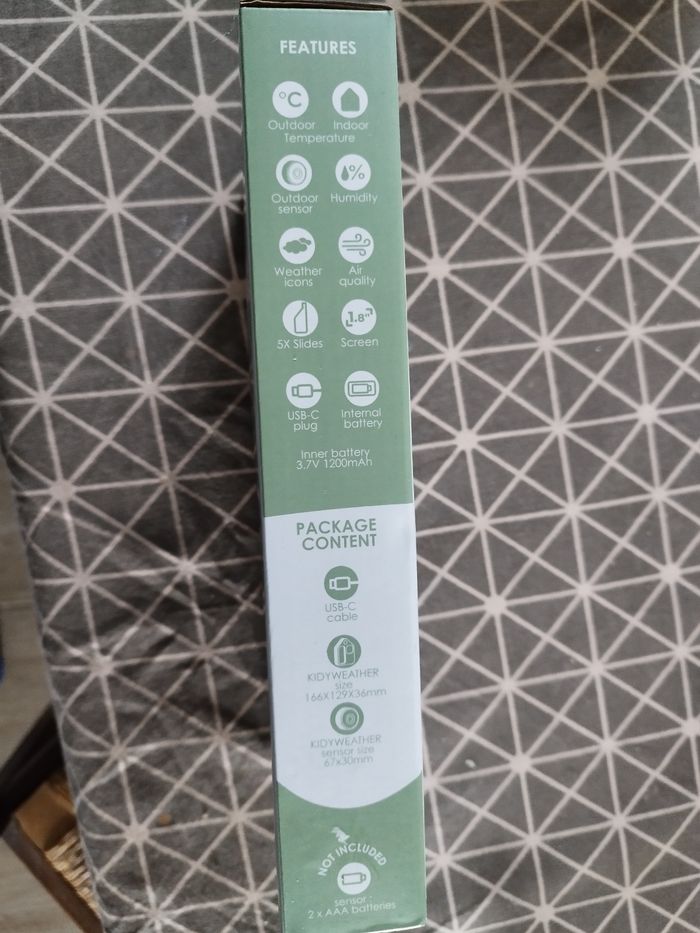 FEATURES
°C
Outdoor Indoor
Temperature
%
Outdoor
sensor
Humidity
Weather
icons
Air
quality
5X Slides
1.8"
Screen
USB-C
plug
Internal
battery
Inner battery
3.7V 1200mAh
PACKAGE
CONTENT
USB-C
cable
KIDYWEATHER
size
166X129X36mm
KIDYWEATHER
sensor size
67x30mm
NOT INCLUDED
sensor :
2 x AAA batteries